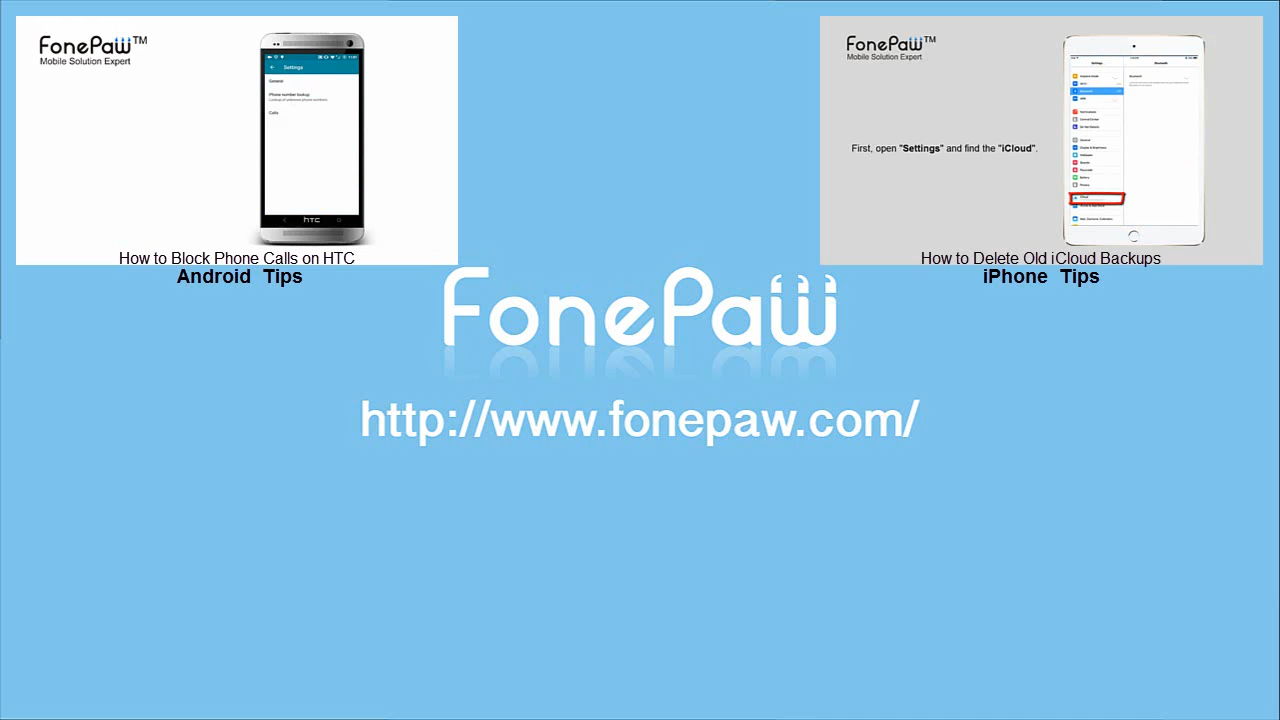 FonePaw™
Mobile Solution Expert
Settings
General
Phone number lookup
Calls
hTC
How to Block Phone Calls on HTC
Android Tips
FonePaw™
Mobile Solution Expert
First, open "Settings" and find the "iCloud".
Settings
Bluetooth
How to Delete Old iCloud Backups
iPhone Tips
FonePaw
http://www.fonepaw.com/